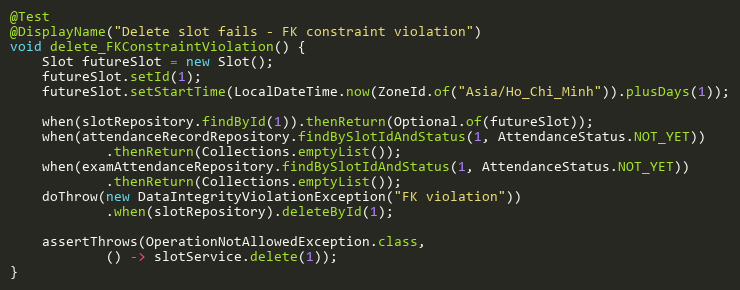 @Test
@DisplayName("Delete slot fails - FK constraint violation")
void delete_FKConstraintViolation() {
    Slot futureSlot = new Slot();
    futureSlot.setId(1);
    futureSlot.setStartTime(LocalDateTime.now(ZoneId.of("Asia/Ho_Chi_Minh")).plusDays(1));
    when(slotRepository.findById(1)).thenReturn(Optional.of(futureSlot));
    when(attendanceRecordRepository.findBySlotIdAndStatus(1, AttendanceStatus.NOT_YET))
            .thenReturn(Collections.emptyList());
    when(examAttendanceRepository.findBySlotIdAndStatus(1, AttendanceStatus.NOT_YET))
            .thenReturn(Collections.emptyList());
    doThrow(new DataIntegrityViolationException("FK violation"))
            .when(slotRepository).deleteById(1);
    assertThrows(OperationNotAllowedException.class,
            () -> slotService.delete(1));
}